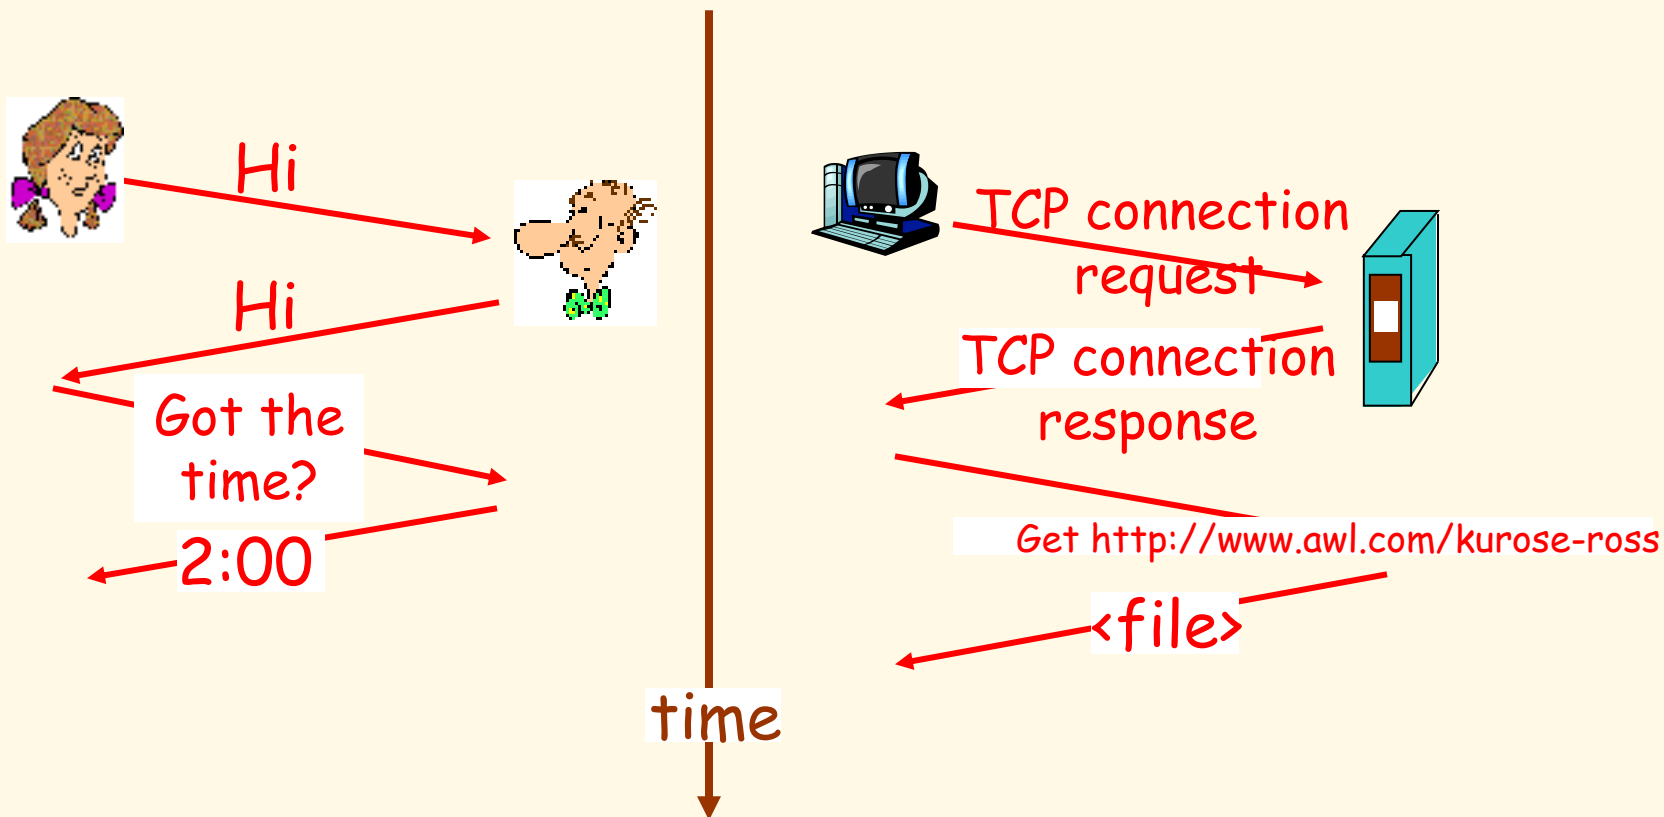 Hi
Hi
Got the
time?
2:00
TCP connection
request
TCP connection
response
Get http://www.awl.com/kurose-ross
<file>
time